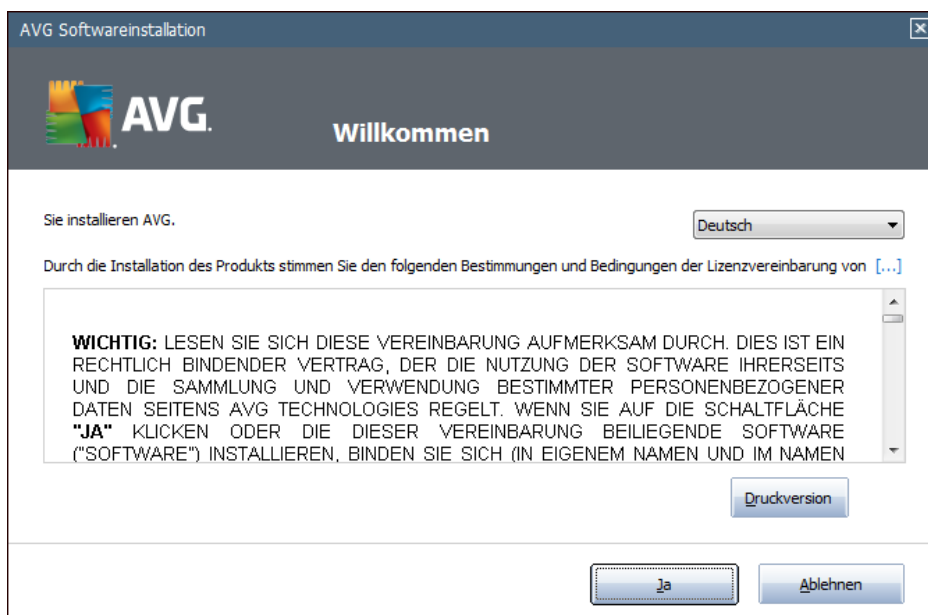 AVG Softwareinstallation
AVG.
Willkommen
Sie installieren AVG.
Deutsch
Durch die Installation des Produkts stimmen Sie den folgenden Bestimmungen und Bedingungen der Lizenzvereinbarung von [...]
WICHTIG: LESEN SIE SICH DIESE VEREINBARUNG AUFMERKSAM DURCH. DIES IST EIN
RECHTLICH BINDENDER VERTRAG, DER DIE NUTZUNG DER SOFTWARE IHRERSEITS
UND DIE SAMMLUNG UND VERWENDUNG BESTIMMTER PERSONENBEZOGENER
DATEN SEITENS AVG TECHNOLOGIES REGELT. WENN SIE AUF DIE SCHALTFLÄCHE
"JA" KLICKEN ODER DIE DIESER VEREINBARUNG BEILIEGENDE SOFTWARE
("SOFTWARE") INSTALLIEREN, BINDEN SIE SICH (IN EIGENEM NAMEN UND IM NAMEN
Druckversion
Ja
Ablehnen